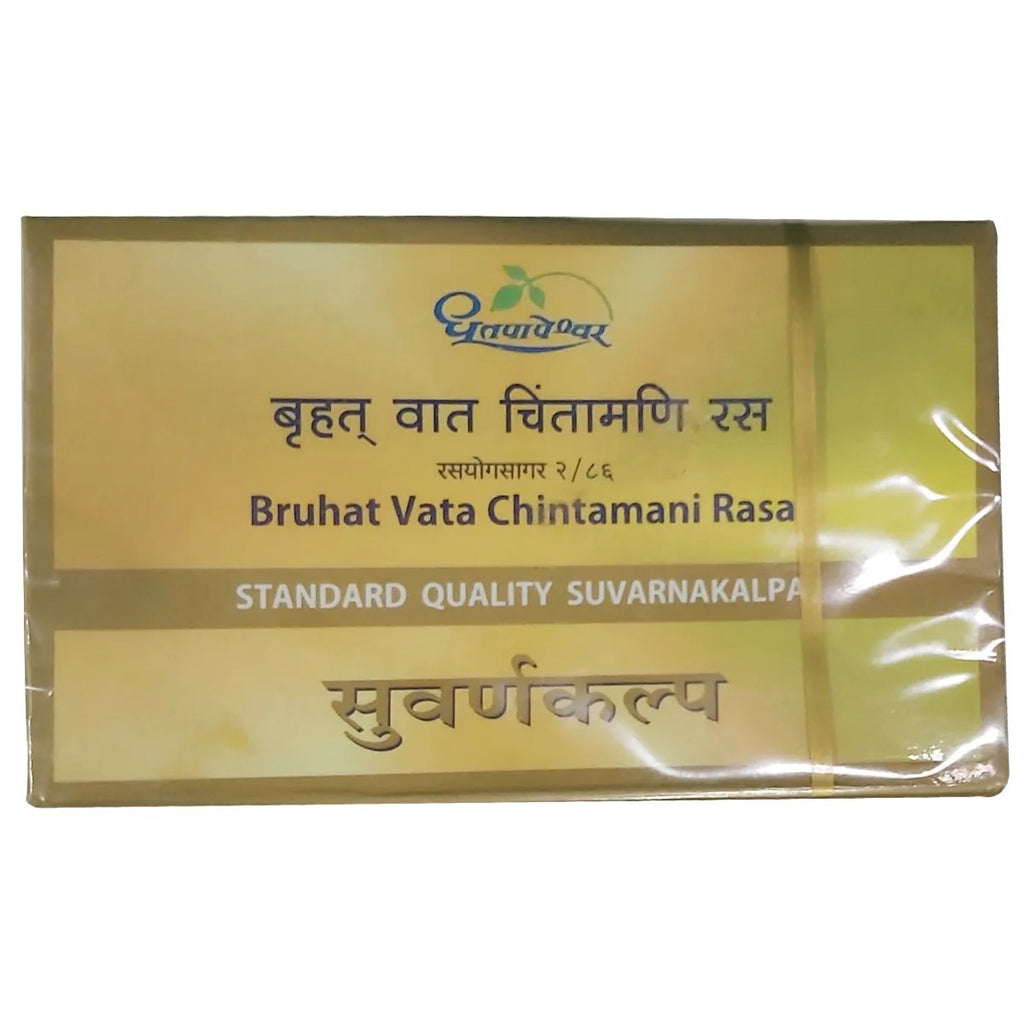 धूतपापेश्वर
बृहत् वात चिंतामणि रस
रसयोगसागर २/८६
Bruhat Vata Chintamani Rasa
STANDARD QUALITY SUVARNAKALPA
सुवर्णकल्प